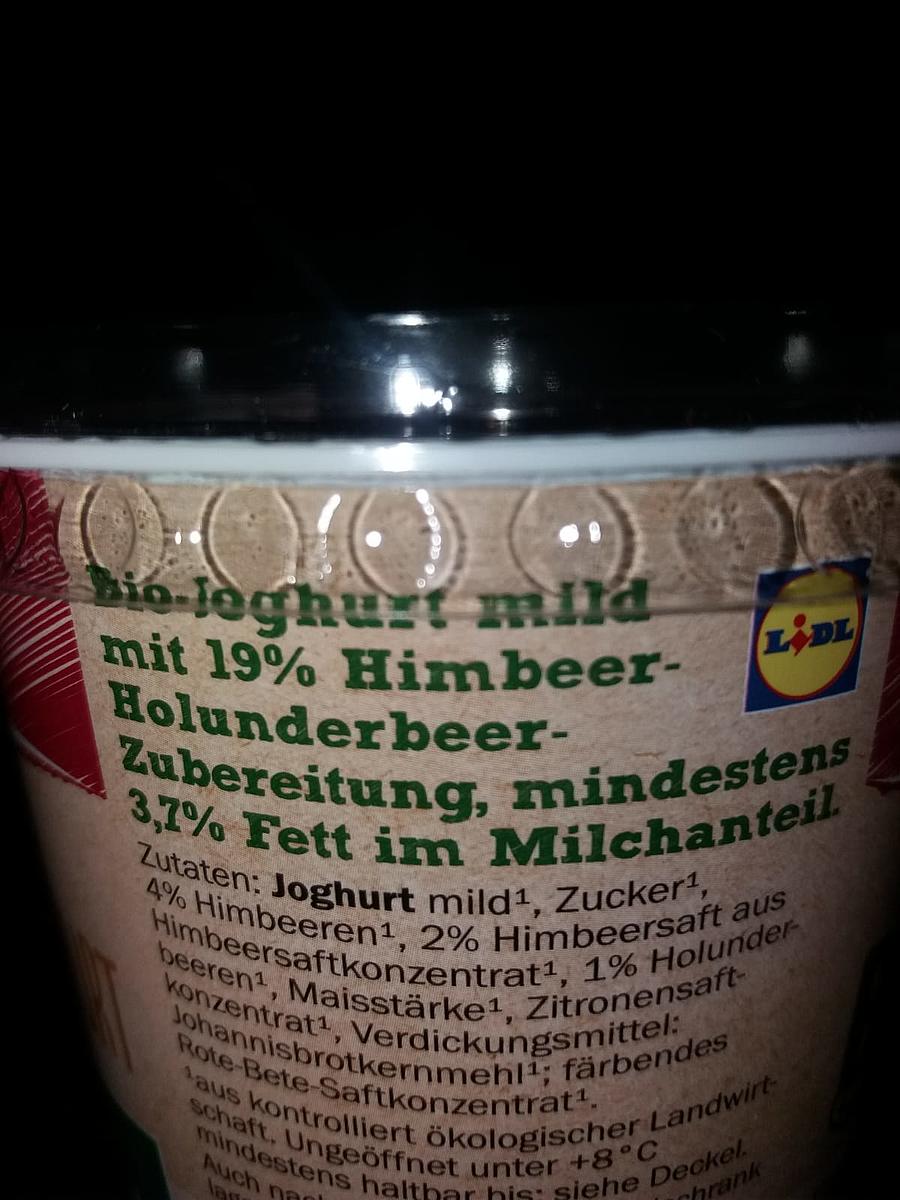 Bio-Joghurt mild
LIDL
mit 19% Himbeer-
Holunderbeer-
Zubereitung, mindestens
3,7% Fett im Milchanteil.
Zutaten: Joghurt mild¹, Zucker¹,
4% Himbeeren¹, 2% Himbeersaft aus
Himbeersaftkonzentrat¹, 1% Holunder-
beeren¹, Maisstärke¹, Zitronensaft-
konzentrat¹, Verdickungsmittel:
Johannisbrotkernmehl¹; färbendes
Rote-Bete-Saftkonzentrat¹.
¹aus kontrolliert ökologischer Landwirt-
schaft. Ungeöffnet unter +8°C
mindestens haltbar bis: siehe Deckel.
Auch